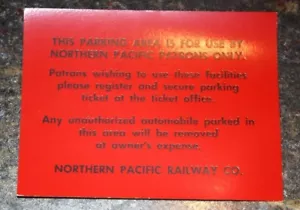 THIS PARKING AREA IS FOR USE BY
NORTHERN PACIFIC PATRONS ONLY.
Patrons wishing to use these facilities
please register and secure parking
ticket at the ticket office.
Any unauthorized automobile parked in
this area will be removed
at owner's expense.
NORTHERN PACIFIC RAILWAY CO.